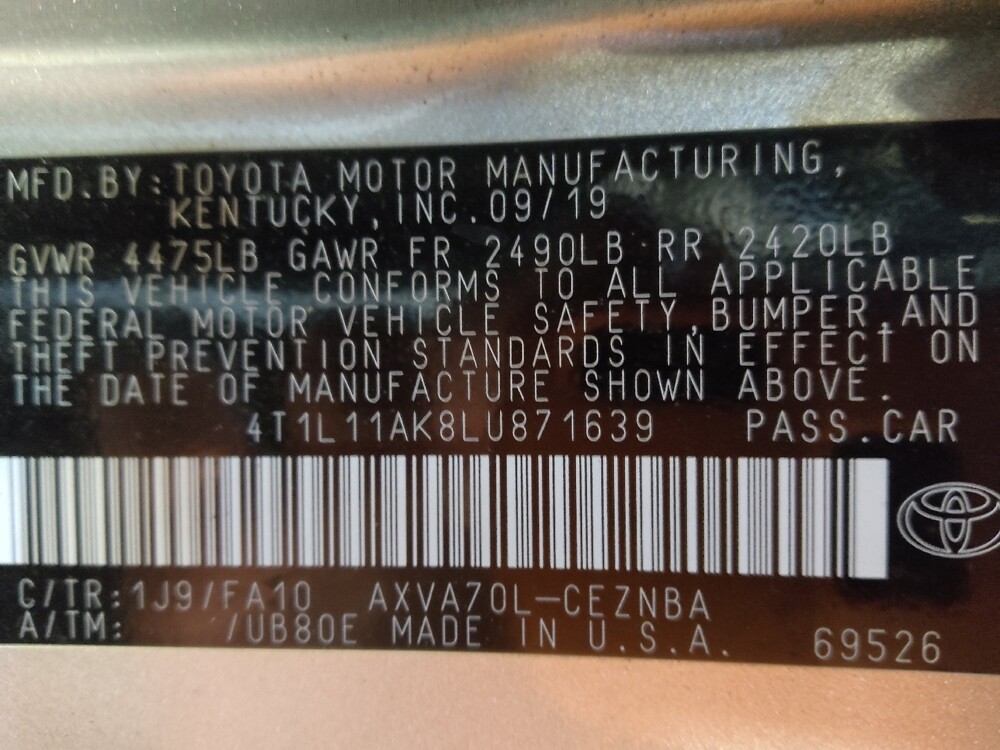 MFD.BY:TOYOTA MOTOR MANUFACTURING,
KENTUCKY,INC.09/19
GVWR 4475LB GAWR FR 2490LB RR 2420LB
THIS VEHICLE CONFORMS TO ALL APPLICABLE
FEDERAL MOTOR VEHICLE SAFETY,BUMPER,AND
THEFT PREVENTION STANDARDS IN EFFECT ON
THE DATE OF MANUFACTURE SHOWN ABOVE.
4T1L11AK8LU871639 PASS.CAR
C/TR:1J9/FA10 AXVA70L-CEZNBA
A/TM: /UB80E MADE IN U.S.A. 69526